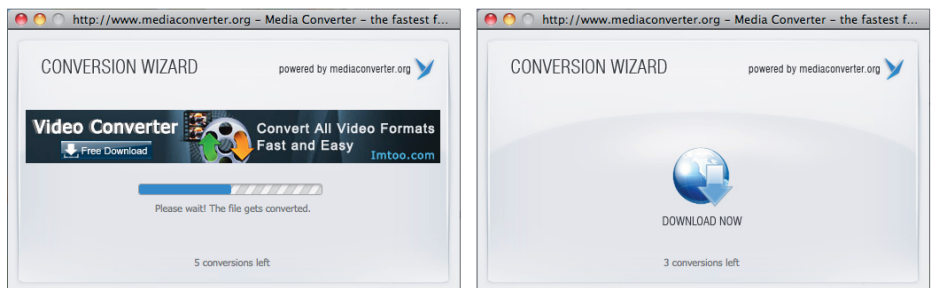 http://www.mediaconverter.org – Media Converter – the fastest f...
CONVERSION WIZARD
powered by mediaconverter.org
Video Converter
Free Download
Convert All Video Formats
Fast and Easy
Imtoo.com
Please wait! The file gets converted.
5 conversions left
http://www.mediaconverter.org – Media Converter – the fastest f...
CONVERSION WIZARD
powered by mediaconverter.org
DOWNLOAD NOW
3 conversions left